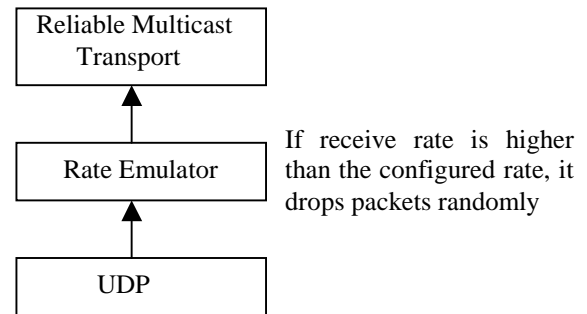 Reliable Multicast
Transport
Rate Emulator
If receive rate is higher
than the configured rate, it
drops packets randomly
UDP